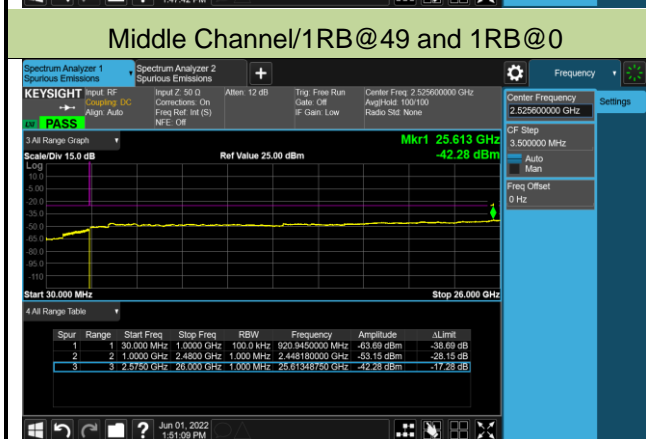 1:47:42 PM
Middle Channel/1RB@49 and 1RB@0
Spectrum Analyzer 1
Spurious Emissions
Spectrum Analyzer 2
Spurious Emissions
+
Frequency
KEYSIGHT
Input: RF
Coupling: DC
Align: Auto
Input Z: 50 Ω
Corrections: On
Freq Ref: Int (S)
NFE: Off
Atten: 12 dB
Trig: Free Run
Gate: Off
IF Gain: Low
Center Freq: 2.525600000 GHz
Avg|Hold: 100/100
Radio Std: None
PASS
Center Frequency
2.525600000 GHz
Settings
CF Step
3.500000 MHz
Auto
Man
Freq Offset
0 Hz
3 All Range Graph
Mkr1 25.613 GHz
Scale/Div 15.0 dB
Ref Value 25.00 dBm
-42.28 dBm
Log
10.0
-5.00
-20.0
-35.0
-50.0
-65.0
-80.0
-95.0
-110
1
Start 30.000 MHz
Stop 26.000 GHz
4 All Range Table
Spur Range Start Freq Stop Freq RBW Frequency Amplitude ΔLimit
1 1 30.000 MHz 1.0000 GHz 100.0 kHz 920.9450000 MHz -63.69 dBm -38.69 dB
2 2 1.0000 GHz 2.4800 GHz 1.000 MHz 2.448180000 GHz -53.15 dBm -28.15 dB
3 3 2.5750 GHz 26.000 GHz 1.000 MHz 25.61348750 GHz -42.28 dBm -17.28 dB
?
Jun 01, 2022
1:51:09 PM